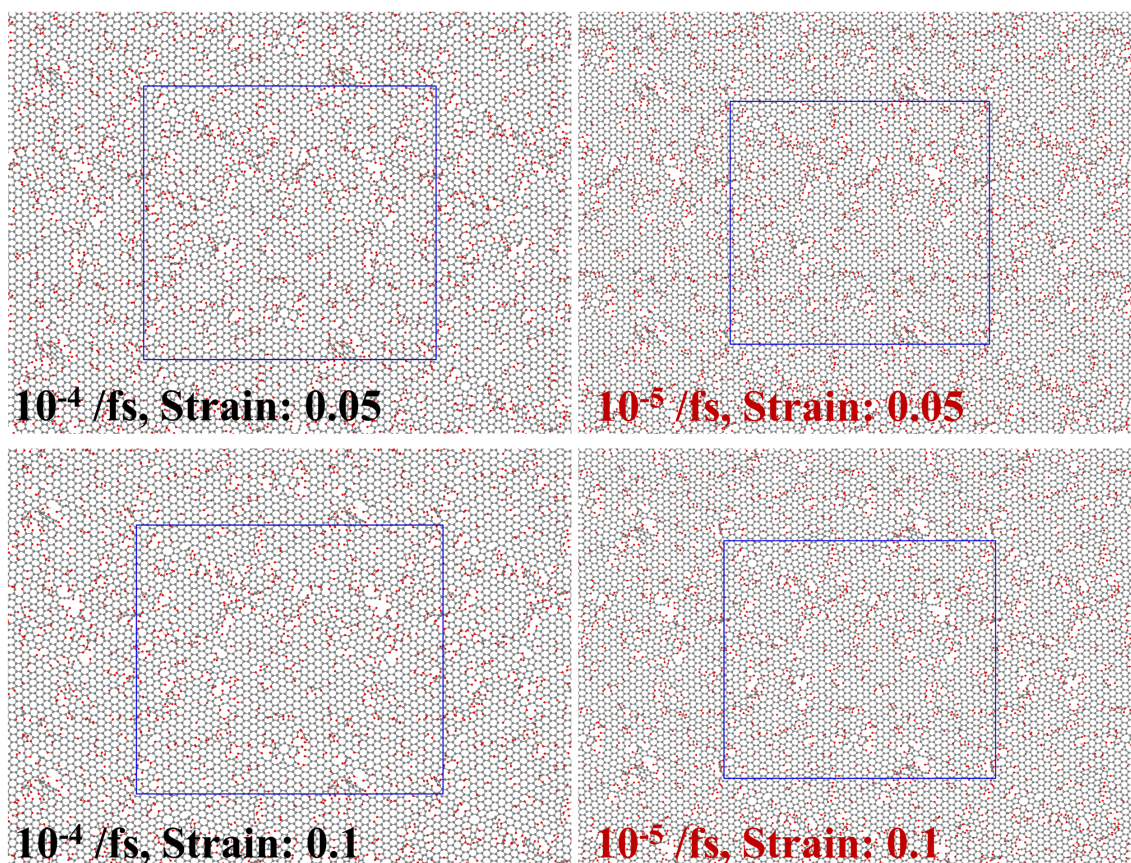 10⁻⁴ /fs, Strain: 0.05
10⁻⁵ /fs, Strain: 0.05
10⁻⁴ /fs, Strain: 0.1
10⁻⁵ /fs, Strain: 0.1